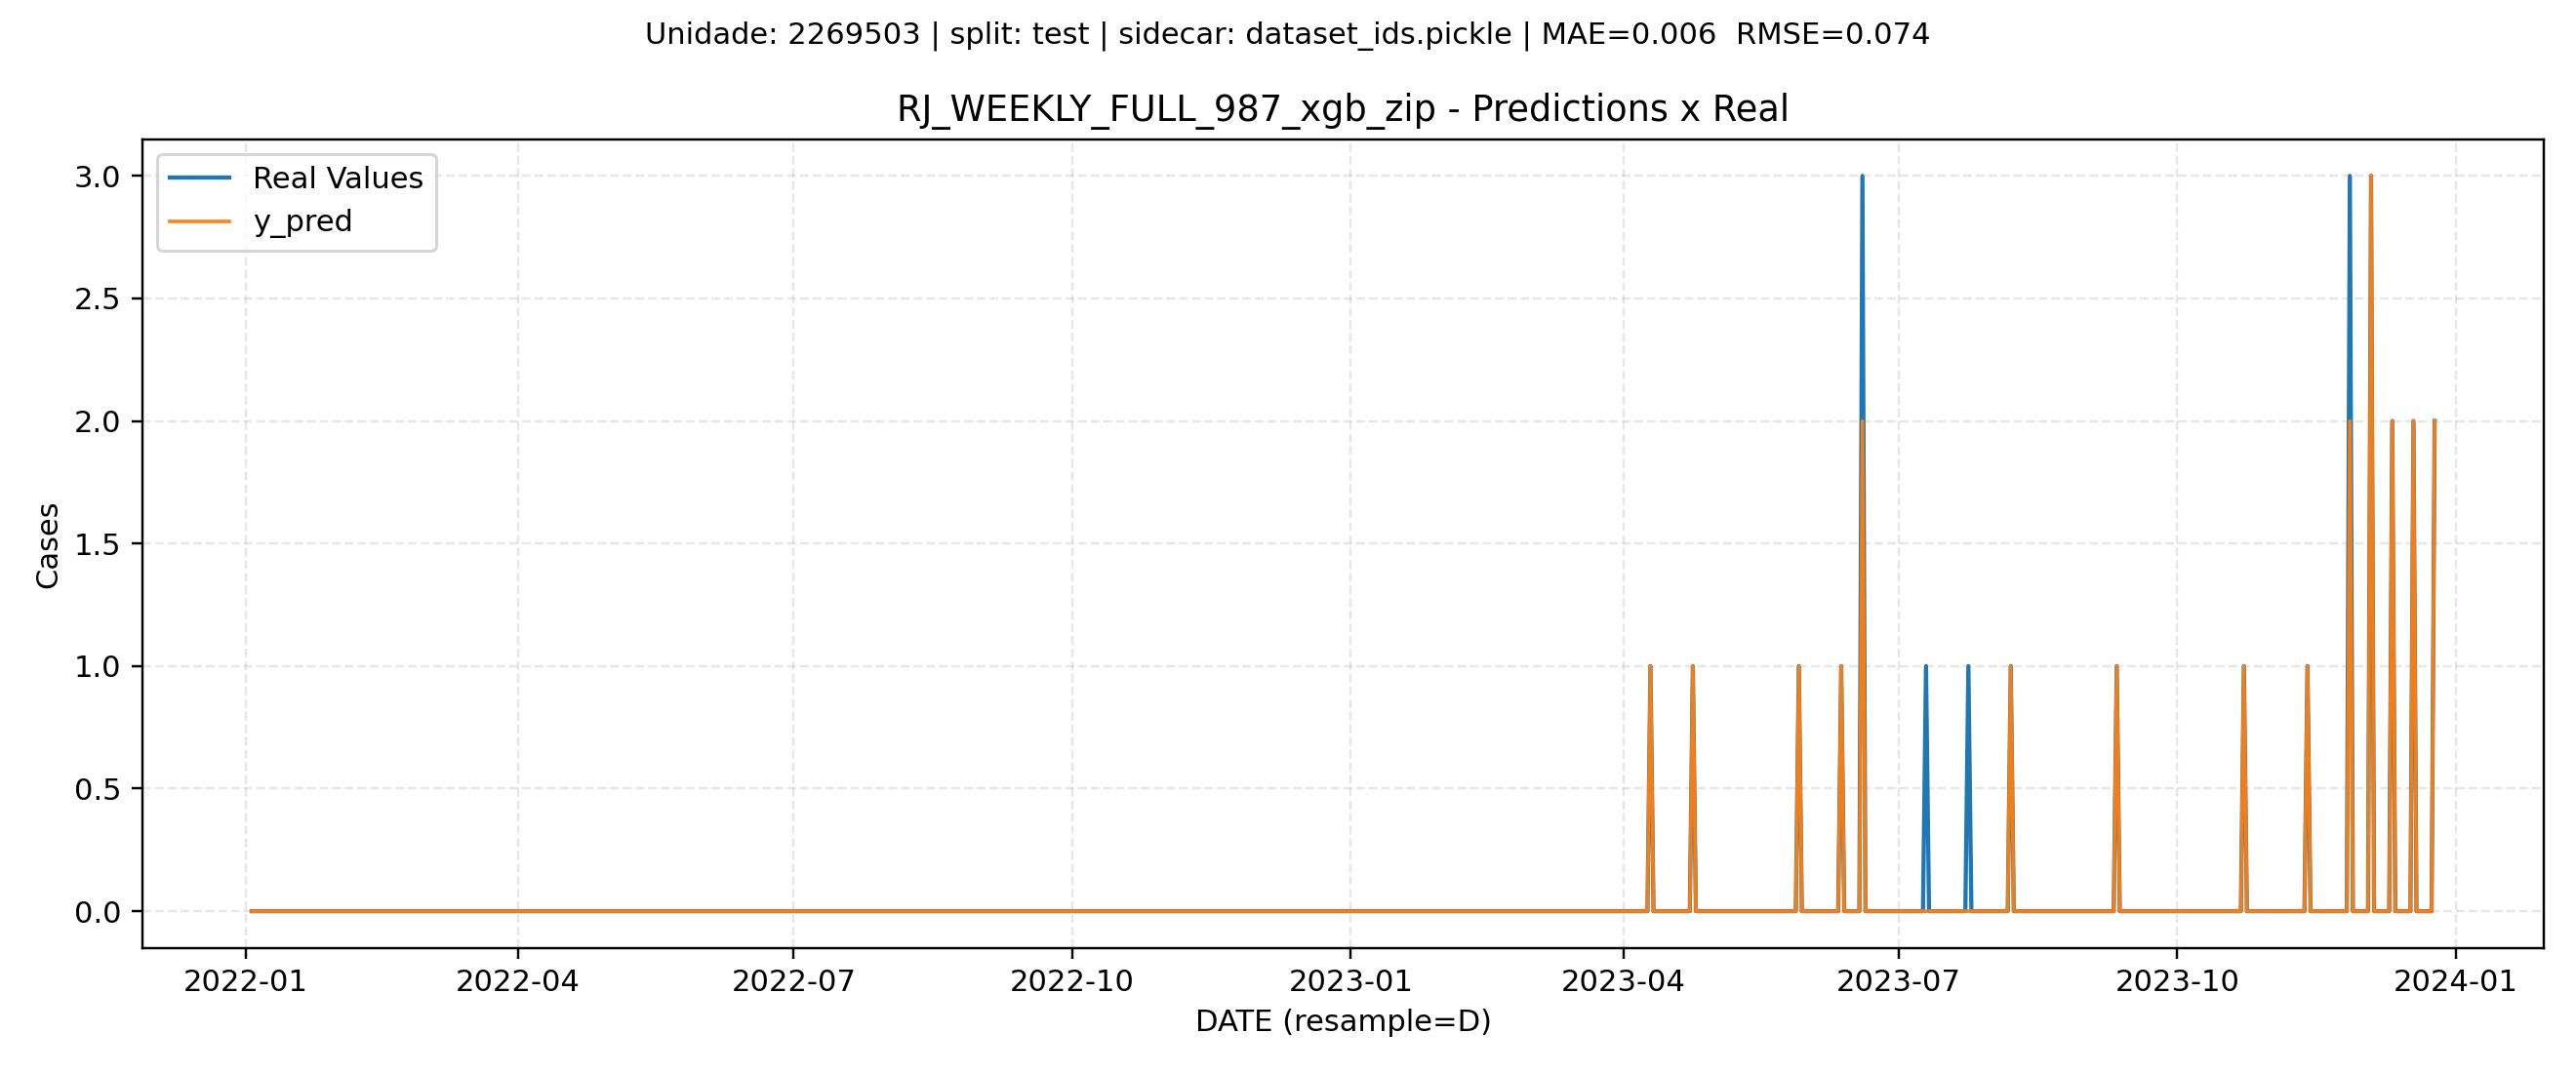 Unidade: 2269503 | split: test | sidecar: dataset_ids.pickle | MAE=0.006  RMSE=0.074
RJ_WEEKLY_FULL_987_xgb_zip - Predictions x Real
Real Values
y_pred
3.0
2.5
2.0
1.5
1.0
0.5
0.0
Cases
2022-01
2022-04
2022-07
2022-10
2023-01
2023-04
2023-07
2023-10
2024-01
DATE (resample=D)